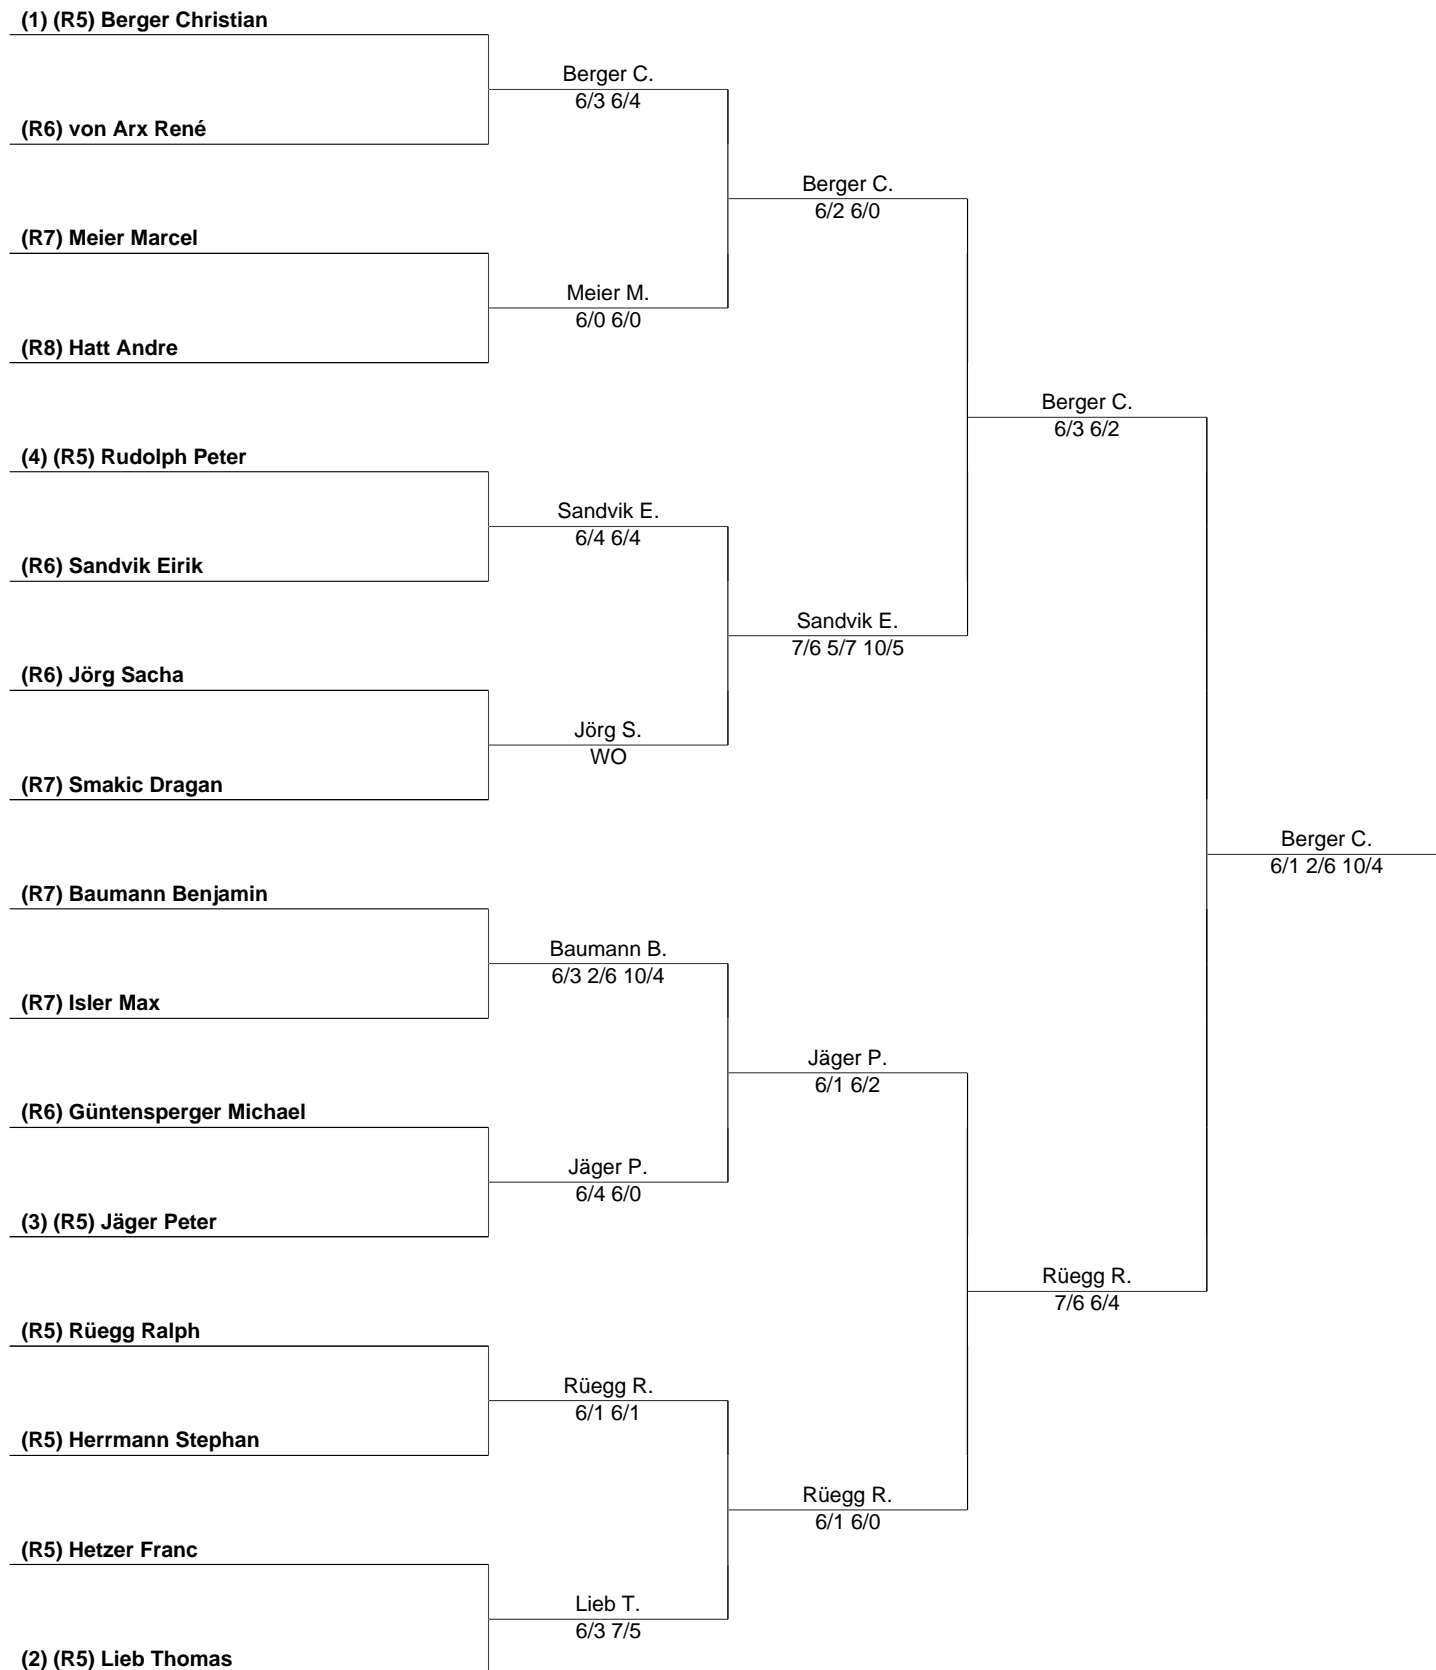 (1) (R5) Berger Christian
Berger C.
6/3 6/4
(R6) von Arx René
Berger C.
6/2 6/0
(R7) Meier Marcel
Meier M.
6/0 6/0
(R8) Hatt Andre
Berger C.
6/3 6/2
(4) (R5) Rudolph Peter
Sandvik E.
6/4 6/4
(R6) Sandvik Eirik
Sandvik E.
7/6 5/7 10/5
(R6) Jörg Sacha
Jörg S.
WO
(R7) Smakic Dragan
Berger C.
6/1 2/6 10/4
(R7) Baumann Benjamin
Baumann B.
6/3 2/6 10/4
(R7) Isler Max
Jäger P.
6/1 6/2
(R6) Güntensperger Michael
Jäger P.
6/4 6/0
(3) (R5) Jäger Peter
Rüegg R.
7/6 6/4
(R5) Rüegg Ralph
Rüegg R.
6/1 6/1
(R5) Herrmann Stephan
Rüegg R.
6/1 6/0
(R5) Hetzer Franc
Lieb T.
6/3 7/5
(2) (R5) Lieb Thomas